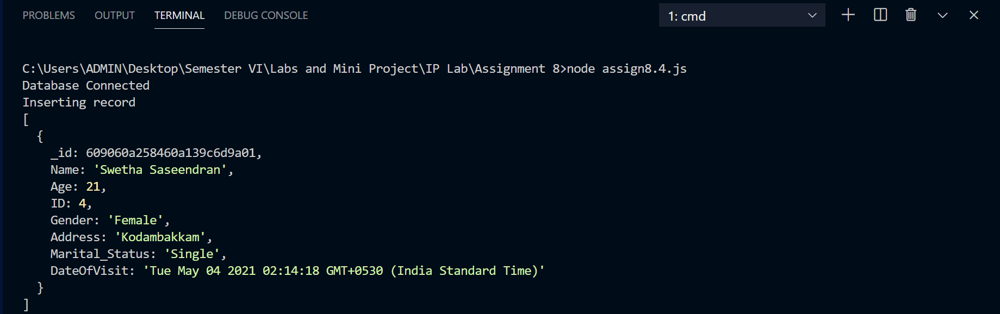 PROBLEMS OUTPUT TERMINAL DEBUG CONSOLE 1: cmd
C:\Users\ADMIN\Desktop\Semester VI\Labs and Mini Project\IP Lab\Assignment 8>node assign8.4.js
Database Connected
Inserting record
[
{
_id: 609060a258460a139c6d9a01,
Name: 'Swetha Saseendran',
Age: 21,
ID: 4,
Gender: 'Female',
Address: 'Kodambakkam',
Marital_Status: 'Single',
DateOfVisit: 'Tue May 04 2021 02:14:18 GMT+0530 (India Standard Time)'
}
]